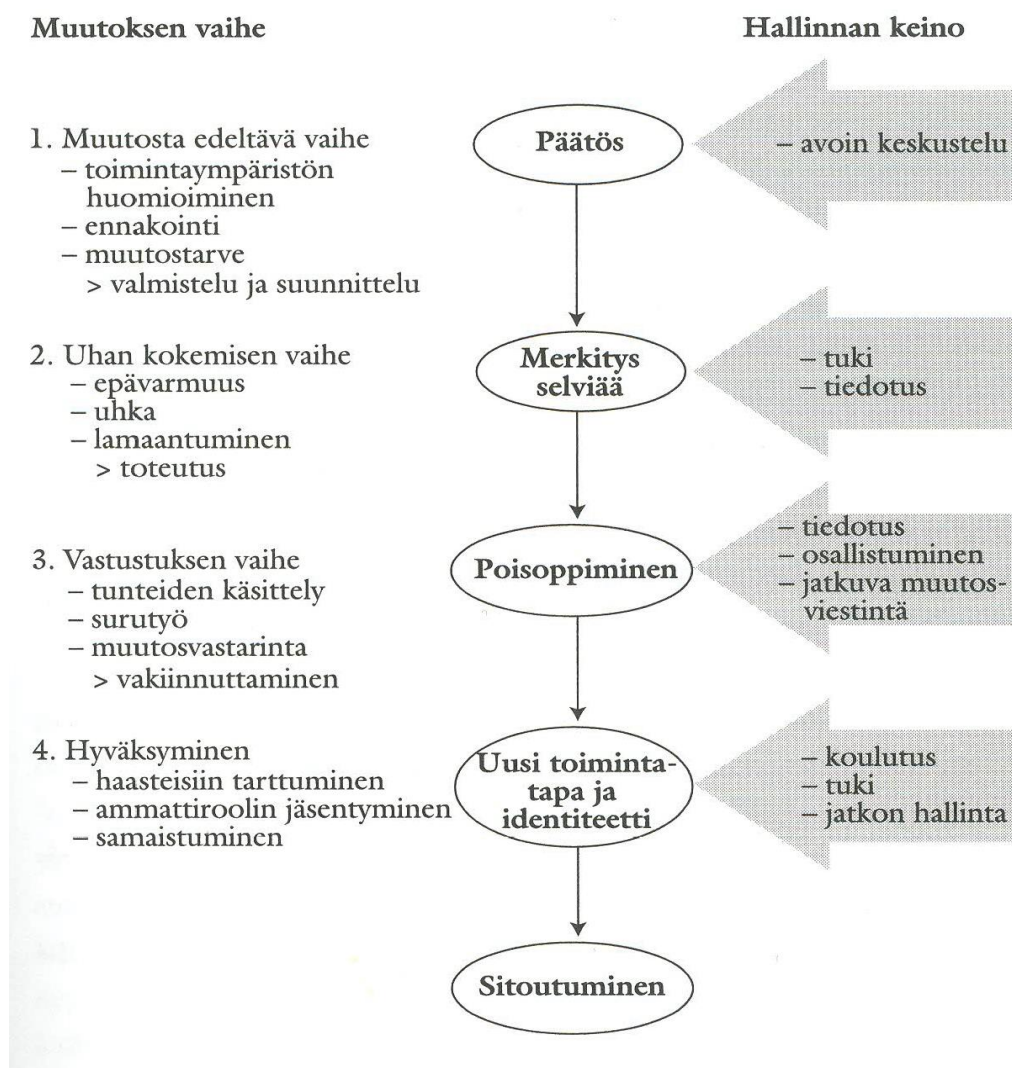 Muutoksen vaihe
Hallinnan keino
1. Muutosta edeltävä vaihe
– toimintaympäristön
huomioiminen
– ennakointi
– muutostarve
> valmistelu ja suunnittelu
Päätös
– avoin keskustelu
2. Uhan kokemisen vaihe
– epävarmuus
– uhka
– lamaantuminen
> toteutus
Merkitys
selviää
– tuki
– tiedotus
3. Vastustuksen vaihe
– tunteiden käsittely
– surutyö
– muutosvastarinta
> vakiinnuttaminen
Poisoppiminen
– tiedotus
– osallistuminen
– jatkuva muutos-
viestintä
4. Hyväksyminen
– haasteisiin tarttuminen
– ammattiroolin jäsentyminen
– samaistuminen
Uusi toiminta-
tapa ja
identiteetti
– koulutus
– tuki
– jatkon hallinta
Sitoutuminen